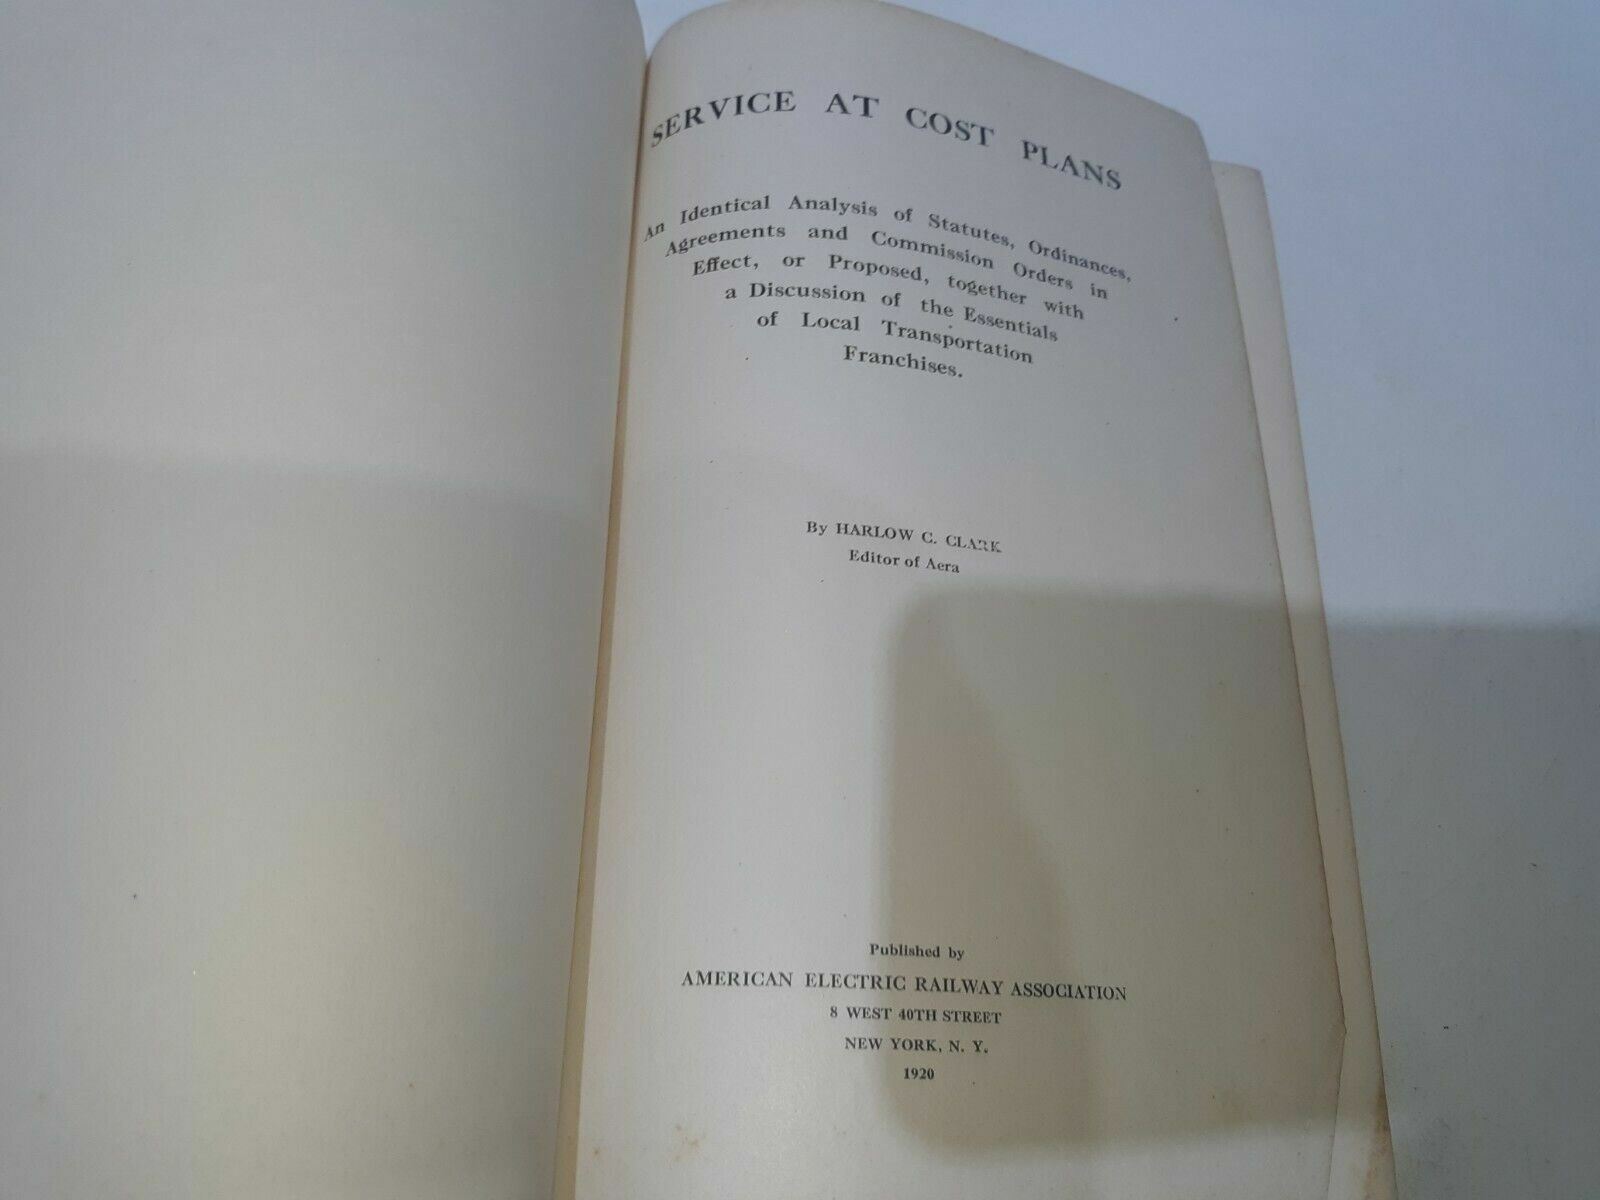 SERVICE AT COST PLANS
An Identical Analysis of Statutes, Ordinances,
Agreements and Commission Orders in
Effect, or Proposed, together with
a Discussion of the Essentials
of Local Transportation
Franchises.
By HARLOW C. CLARK
Editor of Aera
Published by
AMERICAN ELECTRIC RAILWAY ASSOCIATION
8 WEST 40TH STREET
NEW YORK, N. Y.
1920